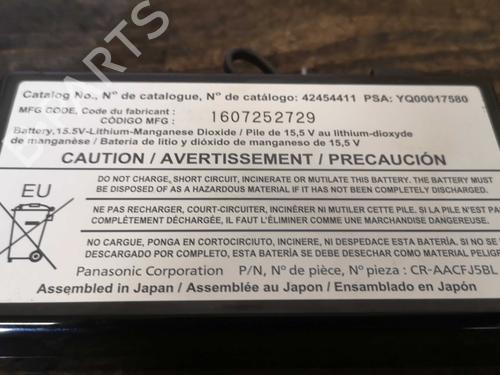 PARTS
Catalog No., N° de catalogue, N° de catálogo: 42454411 PSA: YQ00017580
MFG CODE, Code du fabricant :
CÓDIGO MFG : 1607252729
Battery,15.5V-Lithium-Manganese Dioxide / Pile de 15,5 V au lithium-dioxyde
de manganèse / Batería de litio y dióxido de manganeso de 15,5 V
CAUTION / AVERTISSEMENT / PRECAUCIÓN
EU
DO NOT CHARGE, SHORT CIRCUIT, INCINERATE OR MUTILATE THIS BATTERY. THE BATTERY MUST
BE DISPOSED OF AS A HAZARDOUS MATERIAL IF IT HAS NOT BEEN COMPLETELY DISCHARGED.
NE PAS RECHARGER, COURT-CIRCUITER, INCINÉRER NI MUTILER CETTE PILE. SI ELLE N'EST PAS
COMPLÈTEMENT DÉCHARGÉE, IL FAUT L'ÉLIMINER COMME UNE MARCHANDISE DANGEREUSE.
NO CARGUE, PONGA EN CORTOCIRCUITO, INCINERE, NI DESPEDACE ESTA BATERÍA. SI NO SE HA
DESCARGADO POR COMPLETO, ESTA BATERÍA SE DEBE DESECHAR COMO MATERIAL PELIGROSO.
Panasonic Corporation P/N, N° de pièce, N° pieza : CR-AACFJ5BL
Assembled in Japan / Assemblée au Japon / Ensamblado en Japón